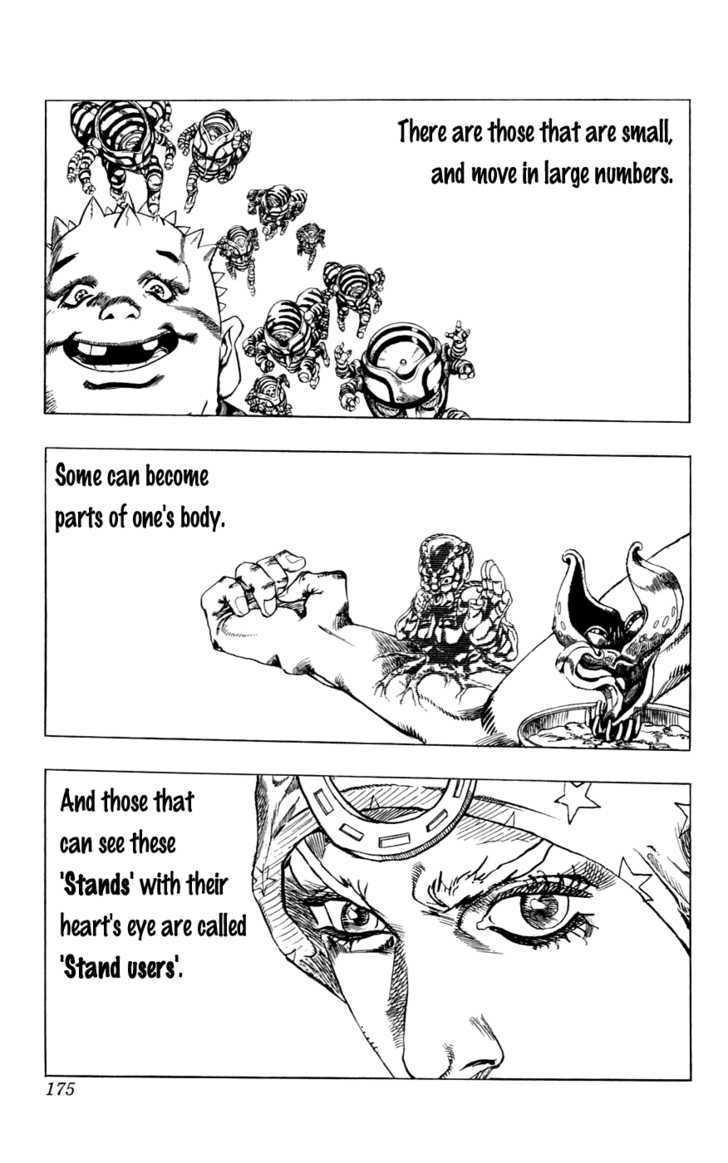 There are those that are small,
and move in large numbers.
Some can become
parts of one's body.
And those that
can see these
'Stands' with their
heart's eye are called
'Stand users'.
175